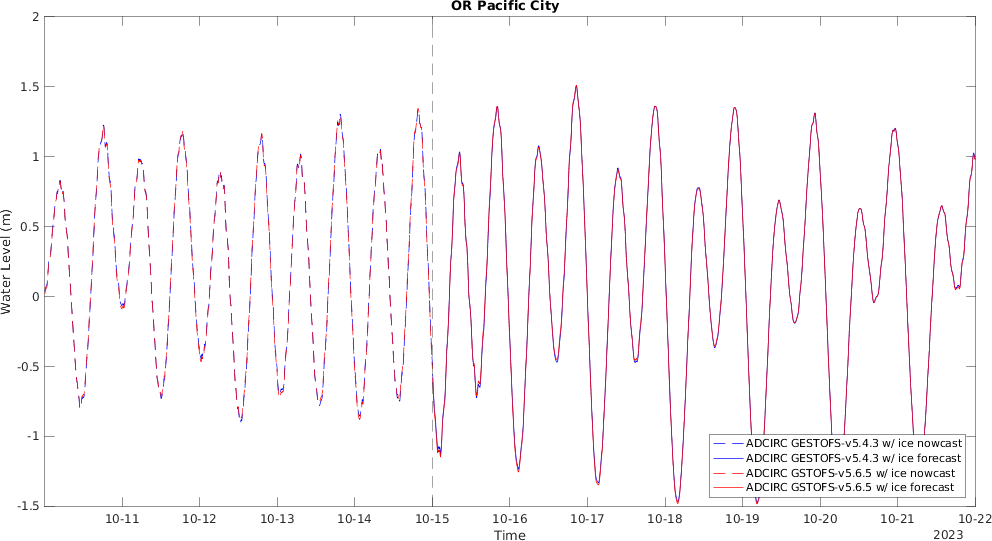 OR Pacific City
2
1.5
1
0.5
0
-0.5
-1
-1.5
Water Level (m)
ADCIRC GESTOFS-v5.4.3 w/ ice nowcast
ADCIRC GESTOFS-v5.4.3 w/ ice forecast
ADCIRC GSTOFS-v5.6.5 w/ ice nowcast
ADCIRC GSTOFS-v5.6.5 w/ ice forecast
10-11 10-12 10-13 10-14 10-15 10-16 10-17 10-18 10-19 10-20 10-21 10-22
Time 2023